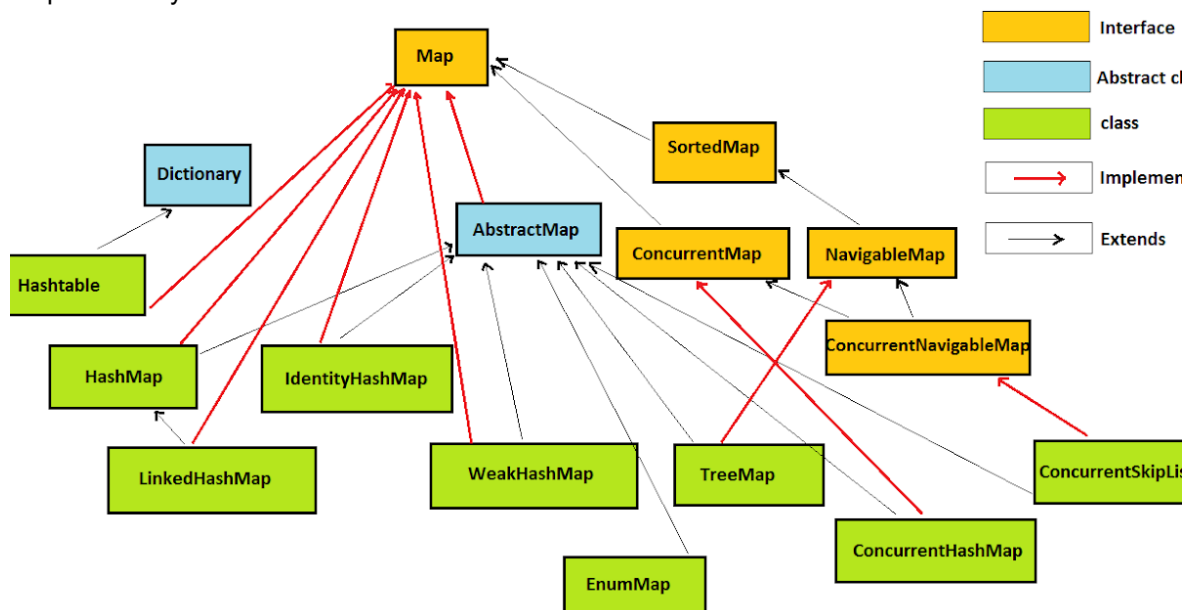 Map
Interface
Abstract cl
class
Implemen
Extends
SortedMap
Dictionary
AbstractMap
ConcurrentMap
NavigableMap
Hashtable
ConcurrentNavigableMap
HashMap
IdentityHashMap
LinkedHashMap
WeakHashMap
TreeMap
ConcurrentSkipLis
ConcurrentHashMap
EnumMap